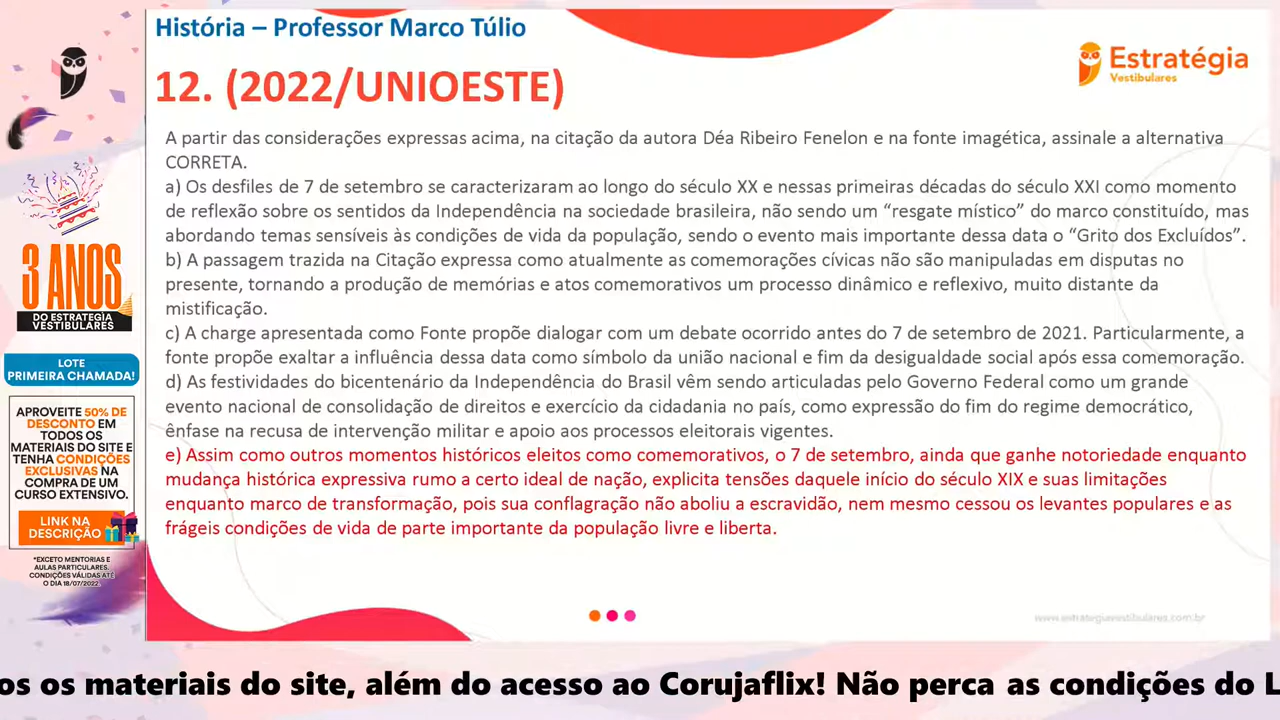 História – Professor Marco Túlio
12. (2022/UNIOESTE)
Estratégia
Vestibulares
A partir das considerações expressas acima, na citação da autora Déa Ribeiro Fenelon e na fonte imagética, assinale a alternativa
CORRETA.
a) Os desfiles de 7 de setembro se caracterizaram ao longo do século XX e nessas primeiras décadas do século XXI como momento
de reflexão sobre os sentidos da Independência na sociedade brasileira, não sendo um “resgate místico” do marco constituído, mas
abordando temas sensíveis às condições de vida da população, sendo o evento mais importante dessa data o “Grito dos Excluídos”.
b) A passagem trazida na Citação expressa como atualmente as comemorações cívicas não são manipuladas em disputas no
presente, tornando a produção de memórias e atos comemorativos um processo dinâmico e reflexivo, muito distante da
mistificação.
c) A charge apresentada como Fonte propõe dialogar com um debate ocorrido antes do 7 de setembro de 2021. Particularmente, a
fonte propõe exaltar a influência dessa data como símbolo da união nacional e fim da desigualdade social após essa comemoração.
d) As festividades do bicentenário da Independência do Brasil vêm sendo articuladas pelo Governo Federal como um grande
evento nacional de consolidação de direitos e exercício da cidadania no país, como expressão do fim do regime democrático,
ênfase na recusa de intervenção militar e apoio aos processos eleitorais vigentes.
e) Assim como outros momentos históricos eleitos como comemorativos, o 7 de setembro, ainda que ganhe notoriedade enquanto
mudança histórica expressiva rumo a certo ideal de nação, explicita tensões daquele início do século XIX e suas limitações
enquanto marco de transformação, pois sua conflagração não aboliu a escravidão, nem mesmo cessou os levantes populares e as
frágeis condições de vida de parte importante da população livre e liberta.
www.estrategiavestibulares.com.br
3 ANOS
DO ESTRATÉGIA
VESTIBULARES
LOTE
PRIMEIRA CHAMADA!
APROVEITE 50% DE
DESCONTO EM
TODOS OS
MATERIAIS DO SITE E
TENHA CONDIÇÕES
EXCLUSIVAS NA
COMPRA DE UM
CURSO EXTENSIVO.
LINK NA
DESCRIÇÃO
*EXCETO MENTORIAS E
AULAS PARTICULARES.
CONDIÇÕES VÁLIDAS ATÉ
O DIA 18/07/2022.
os os materiais do site, além do acesso ao Corujaflix! Não perca as condições do L